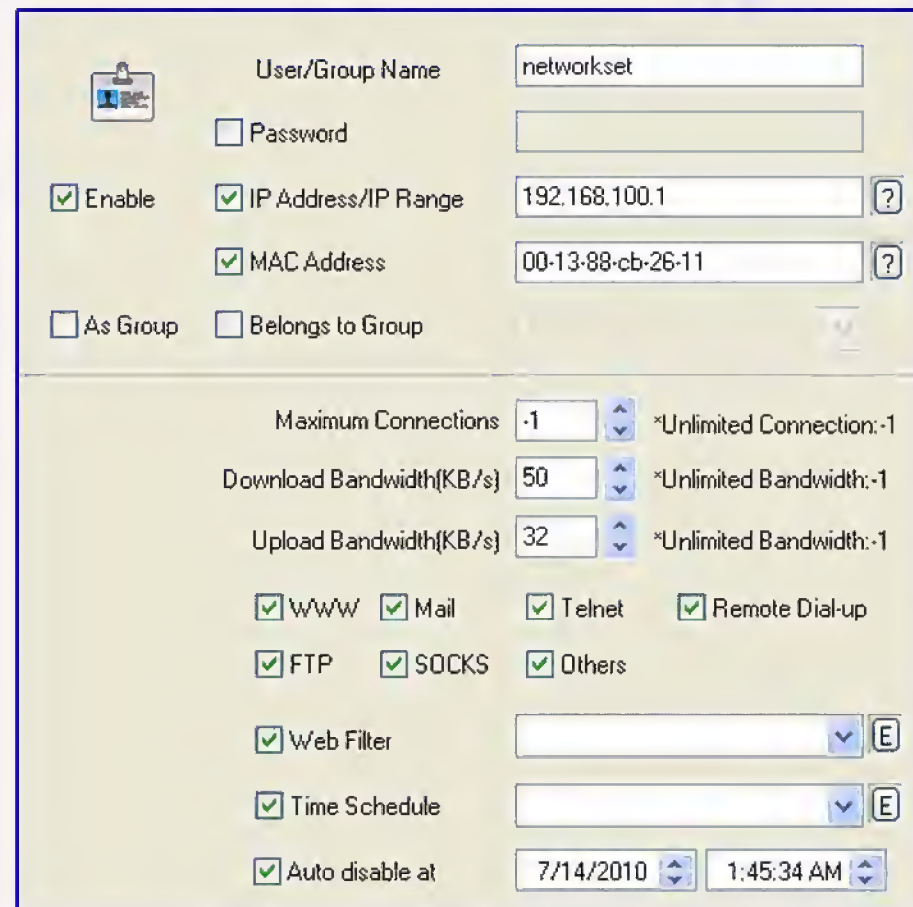 User/Group Name networkset
Password
Enable IP Address/IP Range 192.168.100.1 ?
MAC Address 00-13-88-cb-26-11 ?
As Group Belongs to Group
Maximum Connections -1 *Unlimited Connection:-1
Download Bandwidth(KB/s) 50 *Unlimited Bandwidth:-1
Upload Bandwidth(KB/s) 32 *Unlimited Bandwidth:-1
WWW Mail Telnet Remote Dial-up
FTP SOCKS Others
Web Filter E
Time Schedule E
Auto disable at 7/14/2010 1:45:34 AM